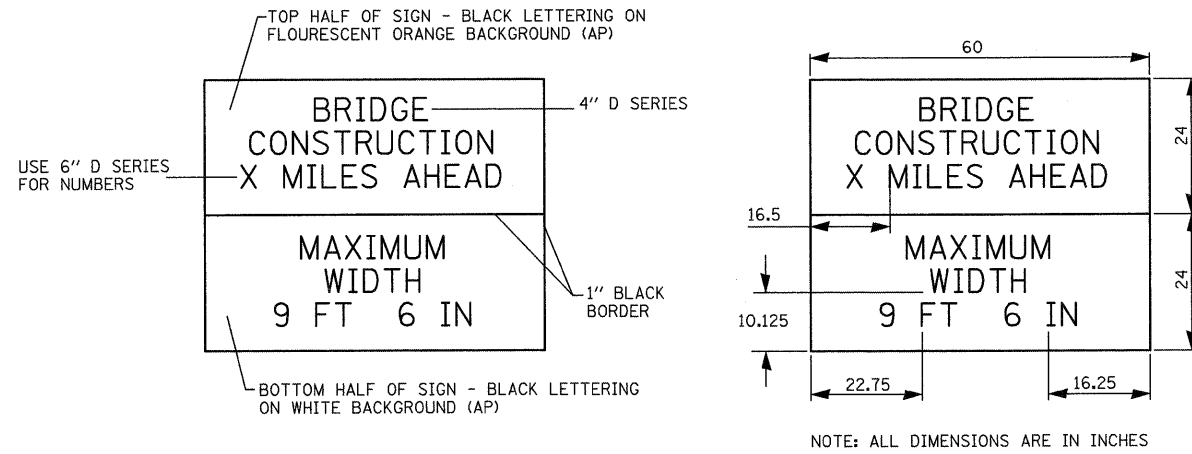 TOP HALF OF SIGN - BLACK LETTERING ON
FLOURESCENT ORANGE BACKGROUND (AP)
BRIDGE
CONSTRUCTION
X MILES AHEAD
4" D SERIES
USE 6" D SERIES
FOR NUMBERS
MAXIMUM
WIDTH
9 FT 6 IN
1" BLACK
BORDER
BOTTOM HALF OF SIGN - BLACK LETTERING
ON WHITE BACKGROUND (AP)
60
BRIDGE
CONSTRUCTION
X MILES AHEAD
24
16.5
MAXIMUM
WIDTH
9 FT 6 IN
24
10.125
22.75
16.25
NOTE: ALL DIMENSIONS ARE IN INCHES